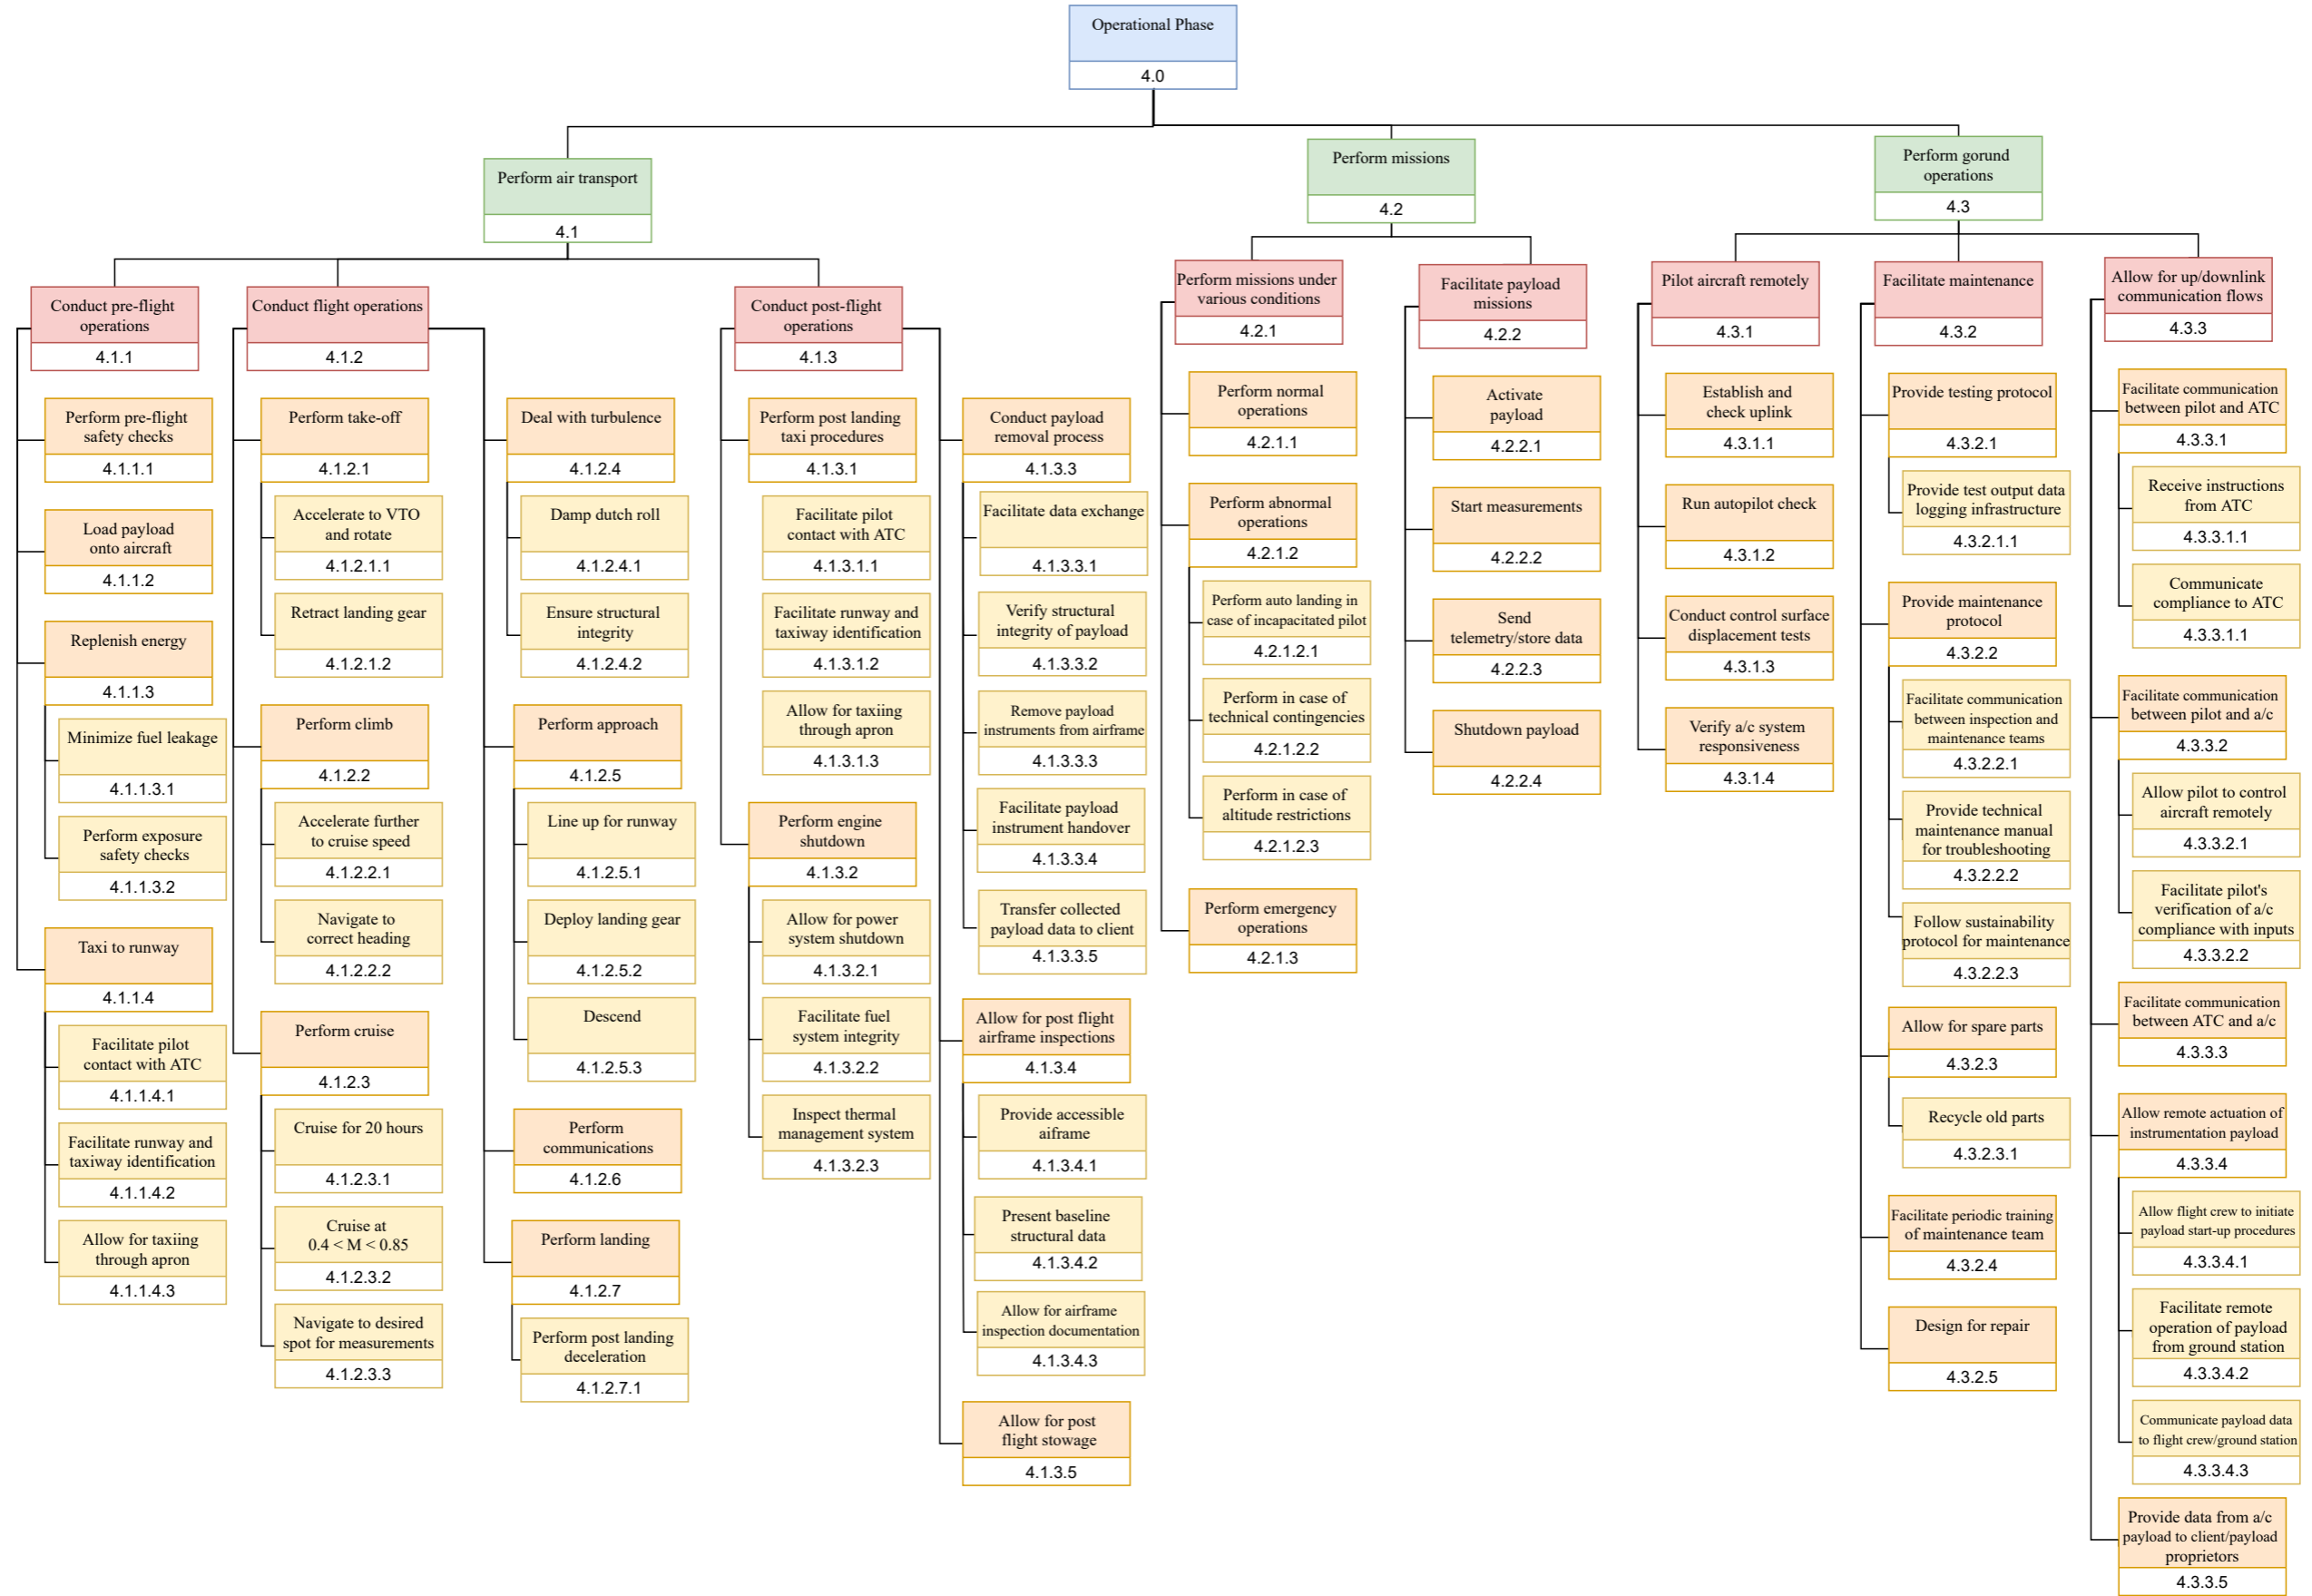 Operational Phase
4.0
Perform air transport
4.1
Perform missions
4.2
Perform gorund
operations
4.3
Conduct pre-flight
operations
4.1.1
Perform pre-flight
safety checks
4.1.1.1
Load payload
onto aircraft
4.1.1.2
Replenish energy
4.1.1.3
Minimize fuel leakage
4.1.1.3.1
Perform exposure
safety checks
4.1.1.3.2
Taxi to runway
4.1.1.4
Facilitate pilot
contact with ATC
4.1.1.4.1
Facilitate runway and
taxiway identification
4.1.1.4.2
Allow for taxiing
through apron
4.1.1.4.3
Conduct flight operations
4.1.2
Perform take-off
4.1.2.1
Accelerate to VTO
and rotate
4.1.2.1.1
Retract landing gear
4.1.2.1.2
Perform climb
4.1.2.2
Accelerate further
to cruise speed
4.1.2.2.1
Navigate to
correct heading
4.1.2.2.2
Perform cruise
4.1.2.3
Cruise for 20 hours
4.1.2.3.1
Cruise at
0.4 < M < 0.85
4.1.2.3.2
Navigate to desired
spot for measurements
4.1.2.3.3
Deal with turbulence
4.1.2.4
Damp dutch roll
4.1.2.4.1
Ensure structural
integrity
4.1.2.4.2
Perform approach
4.1.2.5
Line up for runway
4.1.2.5.1
Deploy landing gear
4.1.2.5.2
Descend
4.1.2.5.3
Perform
communications
4.1.2.6
Perform landing
4.1.2.7
Perform post landing
deceleration
4.1.2.7.1
Conduct post-flight
operations
4.1.3
Perform post landing
taxi procedures
4.1.3.1
Facilitate pilot
contact with ATC
4.1.3.1.1
Facilitate runway and
taxiway identification
4.1.3.1.2
Allow for taxiing
through apron
4.1.3.1.3
Perform engine
shutdown
4.1.3.2
Allow for power
system shutdown
4.1.3.2.1
Facilitate fuel
system integrity
4.1.3.2.2
Inspect thermal
management system
4.1.3.2.3
Conduct payload
removal process
4.1.3.3
Facilitate data exchange
4.1.3.3.1
Verify structural
integrity of payload
4.1.3.3.2
Remove payload
instruments from airframe
4.1.3.3.3
Facilitate payload
instrument handover
4.1.3.3.4
Transfer collected
payload data to client
4.1.3.3.5
Allow for post flight
airframe inspections
4.1.3.4
Provide accessible
aiframe
4.1.3.4.1
Present baseline
structural data
4.1.3.4.2
Allow for airframe
inspection documentation
4.1.3.4.3
Allow for post
flight stowage
4.1.3.5
Perform missions under
various conditions
4.2.1
Perform normal
operations
4.2.1.1
Perform abnormal
operations
4.2.1.2
Perform auto landing in
case of incapacitated pilot
4.2.1.2.1
Perform in case of
technical contingencies
4.2.1.2.2
Perform in case of
altitude restrictions
4.2.1.2.3
Perform emergency
operations
4.2.1.3
Facilitate payload
missions
4.2.2
Activate
payload
4.2.2.1
Start measurements
4.2.2.2
Send
telemetry/store data
4.2.2.3
Shutdown payload
4.2.2.4
Pilot aircraft remotely
4.3.1
Establish and
check uplink
4.3.1.1
Run autopilot check
4.3.1.2
Conduct control surface
displacement tests
4.3.1.3
Verify a/c system
responsiveness
4.3.1.4
Facilitate maintenance
4.3.2
Provide testing protocol
4.3.2.1
Provide test output data
logging infrastructure
4.3.2.1.1
Provide maintenance
protocol
4.3.2.2
Facilitate communication
between inspection and
maintenance teams
4.3.2.2.1
Provide technical
maintenance manual
for troubleshooting
4.3.2.2.2
Follow sustainability
protocol for maintenance
4.3.2.2.3
Allow for spare parts
4.3.2.3
Recycle old parts
4.3.2.3.1
Facilitate periodic training
of maintenance team
4.3.2.4
Design for repair
4.3.2.5
Allow for up/downlink
communication flows
4.3.3
Facilitate communication
between pilot and ATC
4.3.3.1
Receive instructions
from ATC
4.3.3.1.1
Communicate
compliance to ATC
4.3.3.1.1
Facilitate communication
between pilot and a/c
4.3.3.2
Allow pilot to control
aircraft remotely
4.3.3.2.1
Facilitate pilot's
verification of a/c
compliance with inputs
4.3.3.2.2
Facilitate communication
between ATC and a/c
4.3.3.3
Allow remote actuation of
instrumentation payload
4.3.3.4
Allow flight crew to initiate
payload start-up procedures
4.3.3.4.1
Facilitate remote
operation of payload
from ground station
4.3.3.4.2
Communicate payload data
to flight crew/ground station
4.3.3.4.3
Provide data from a/c
payload to client/payload
proprietors
4.3.3.5